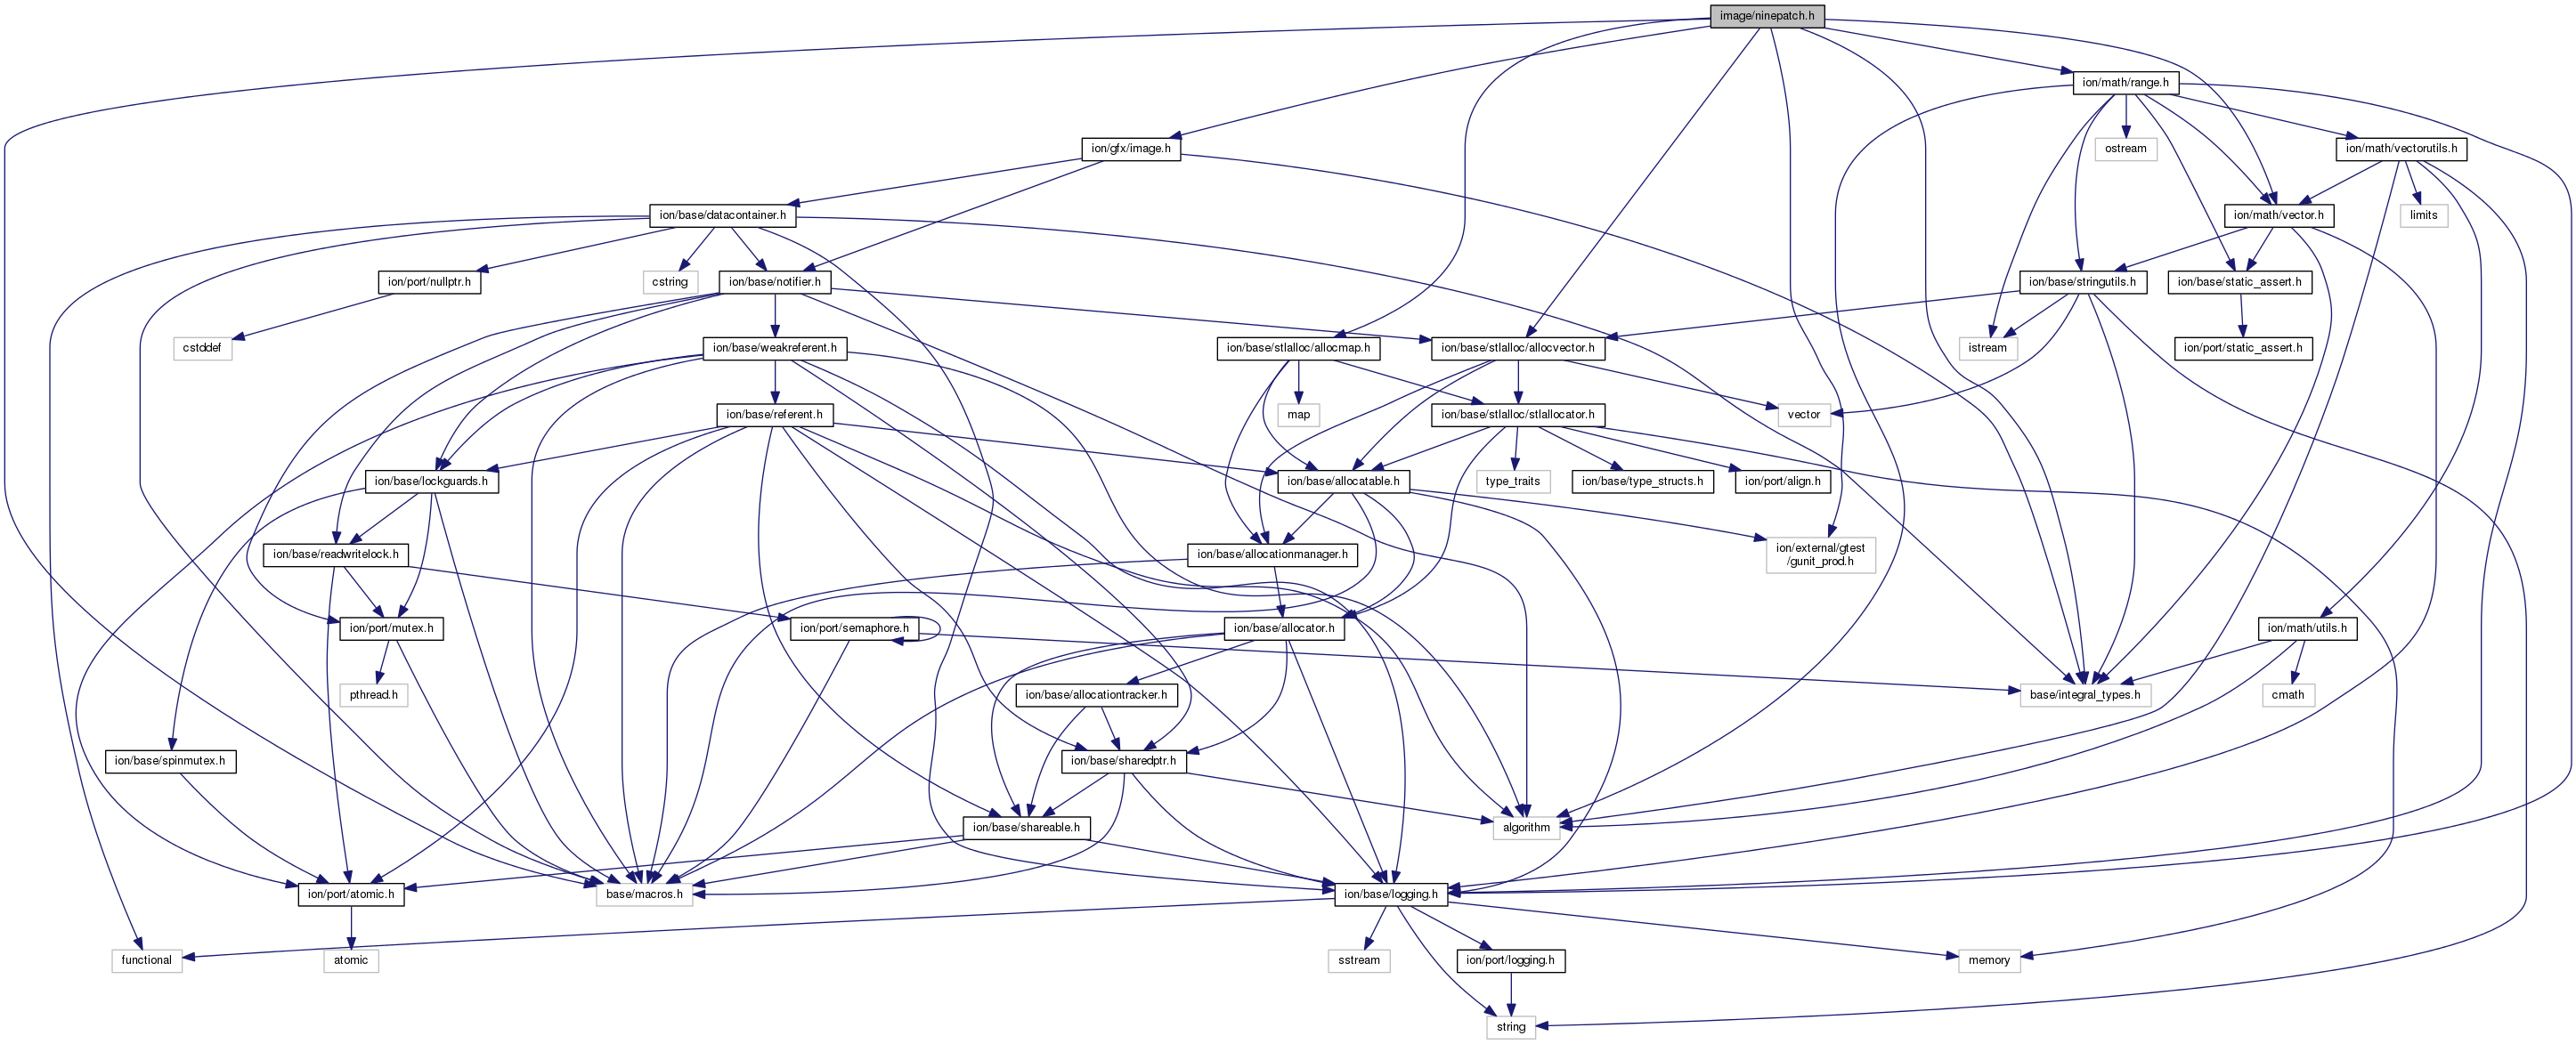 image/ninepatch.h
ion/math/range.h
ion/gfx/image.h
ostream
ion/math/vectorutils.h
ion/base/datacontainer.h
ion/math/vector.h
limits
ion/port/nullptr.h
cstring
ion/base/notifier.h
ion/base/stringutils.h
ion/base/static_assert.h
cstddef
ion/base/weakreferent.h
ion/base/stlalloc/allocmap.h
ion/base/stlalloc/allocvector.h
istream
ion/port/static_assert.h
ion/base/referent.h
map
ion/base/stlalloc/stlallocator.h
vector
ion/base/lockguards.h
ion/base/allocatable.h
type_traits
ion/base/type_structs.h
ion/port/align.h
ion/base/readwritelock.h
ion/base/allocationmanager.h
ion/external/gtest
/gunit_prod.h
ion/port/mutex.h
ion/port/semaphore.h
ion/base/allocator.h
ion/math/utils.h
pthread.h
ion/base/allocationtracker.h
base/integral_types.h
cmath
ion/base/spinmutex.h
ion/base/sharedptr.h
ion/base/shareable.h
algorithm
ion/port/atomic.h
base/macros.h
ion/base/logging.h
functional
atomic
sstream
ion/port/logging.h
memory
string